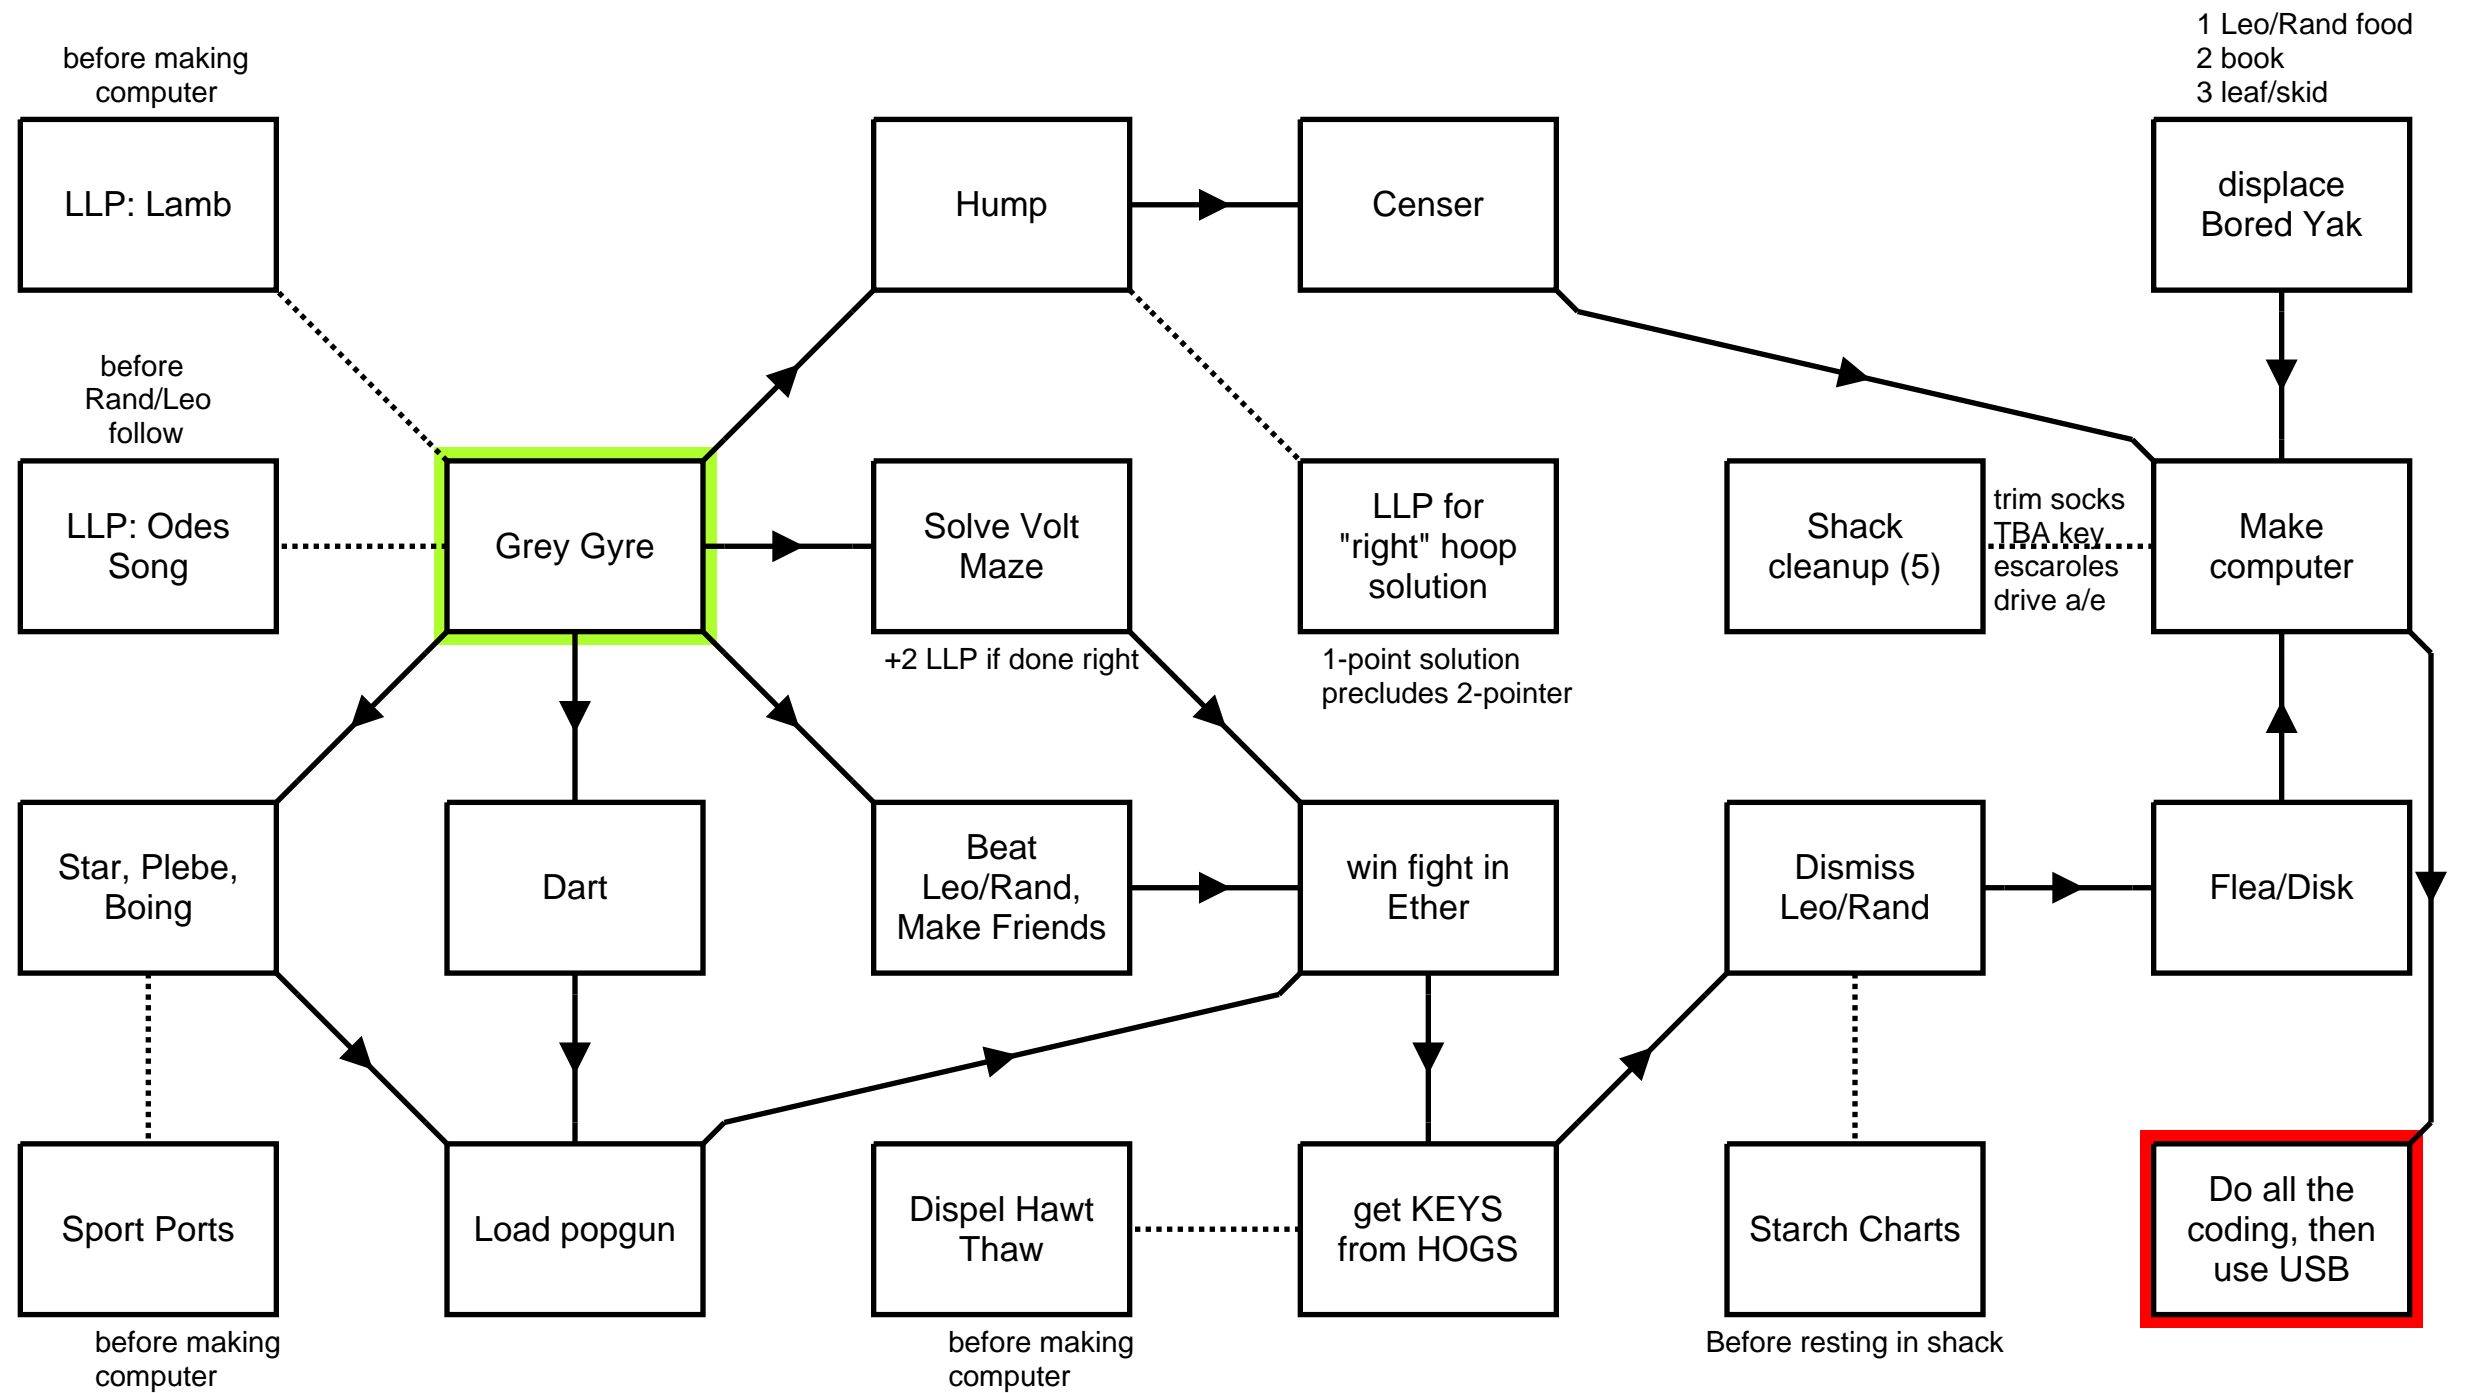 1 Leo/Rand food
2 book
3 leaf/skid
before making
computer
LLP: Lamb
Hump
Censer
displace
Bored Yak
before
Rand/Leo
follow
LLP: Odes
Song
Grey Gyre
Solve Volt
Maze
+2 LLP if done right
LLP for
"right" hoop
solution
1-point solution
precludes 2-pointer
Shack
cleanup (5)
trim socks
TBA key
escaroles
drive a/e
Make
computer
Star, Plebe,
Boing
Dart
Beat
Leo/Rand,
Make Friends
win fight in
Ether
Dismiss
Leo/Rand
Flea/Disk
Sport Ports
before making
computer
Load popgun
Dispel Hawt
Thaw
before making
computer
get KEYS
from HOGS
Starch Charts
Before resting in shack
Do all the
coding, then
use USB